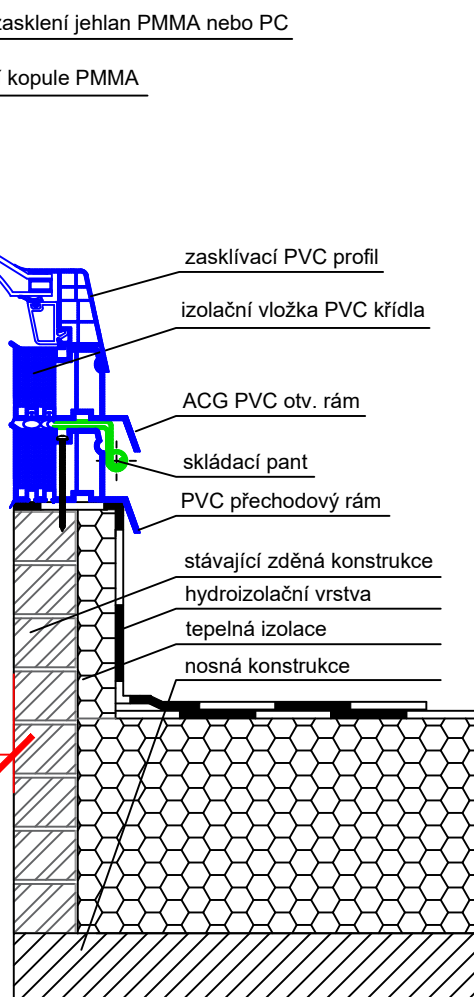 zasklení jehlan PMMA nebo PC
kopule PMMA
zasklívací PVC profil
izolační vložka PVC křídla
ACG PVC otv. rám
skládací pant
PVC přechodový rám
stávající zděná konstrukce
hydroizolační vrstva
tepelná izolace
nosná konstrukce